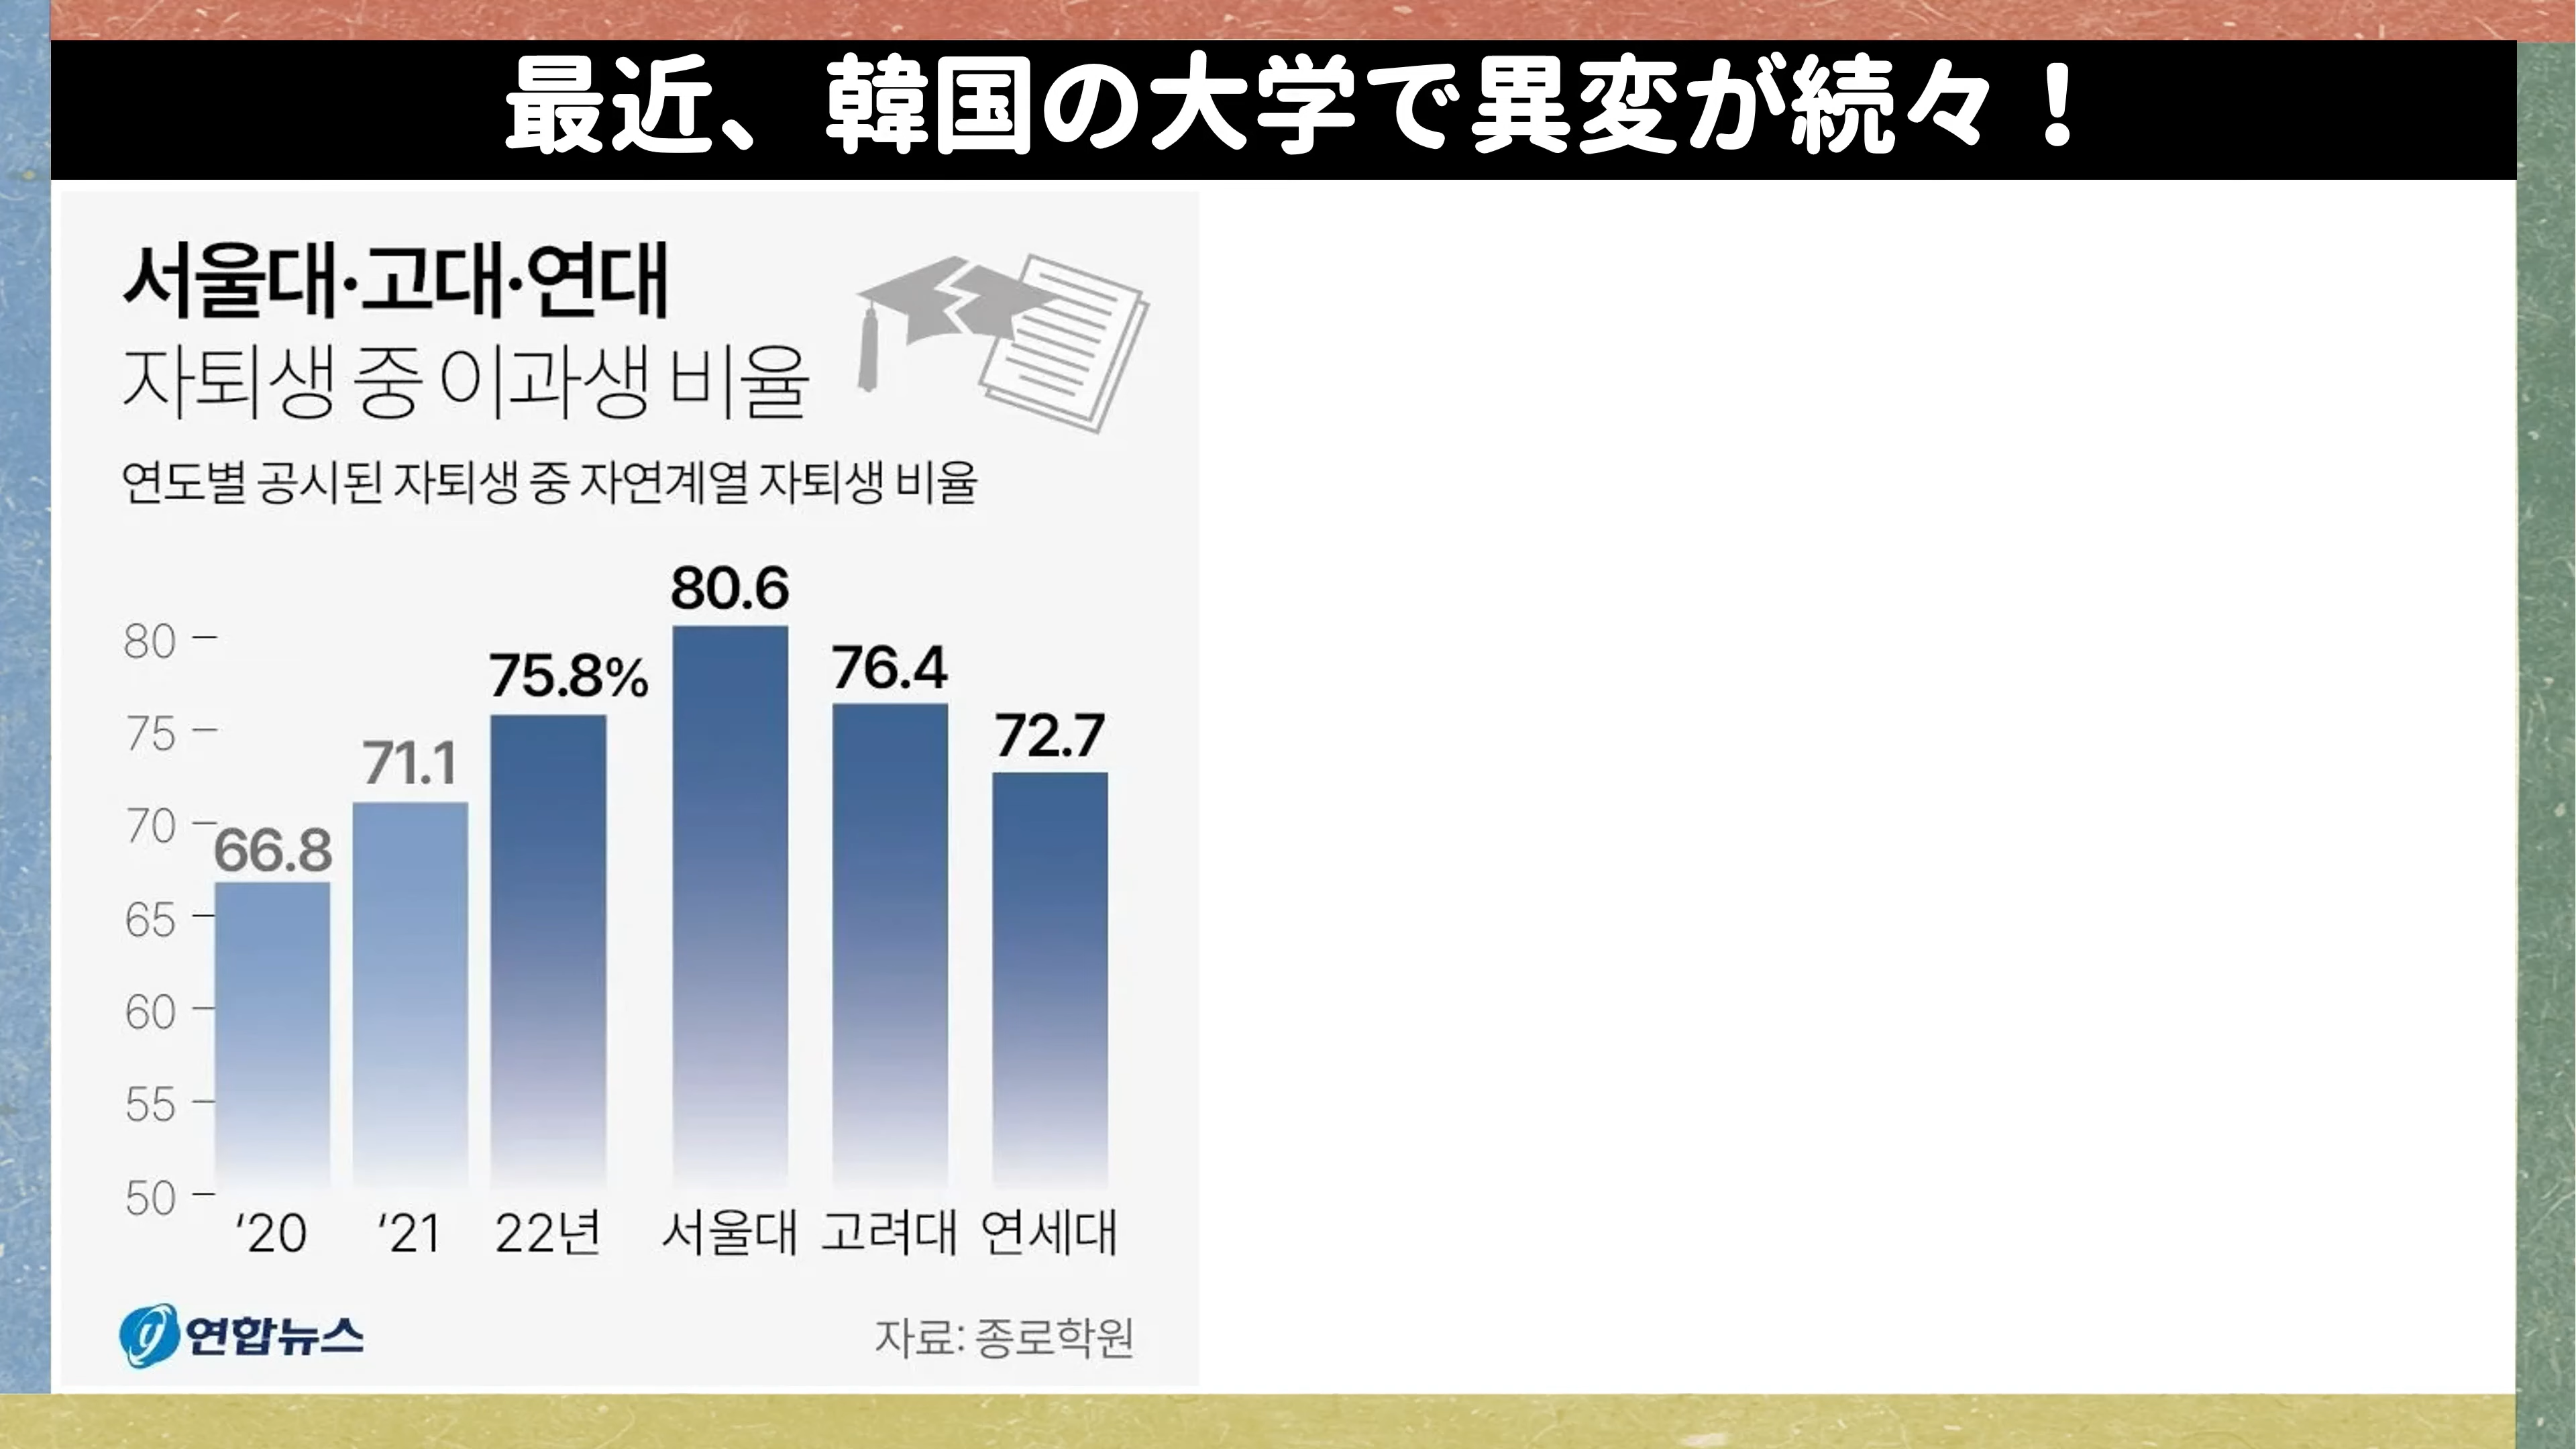 最近、韓国の大学で異変が続々！
서울대·고대·연대
자퇴생 중 이과생 비율
연도별 공시된 자퇴생 중 자연계열 자퇴생 비율
80
75
70
65
60
55
50
66.8
71.1
75.8%
80.6
76.4
72.7
‘20
‘21
22년
서울대
고려대
연세대
연합뉴스
자료: 종로학원